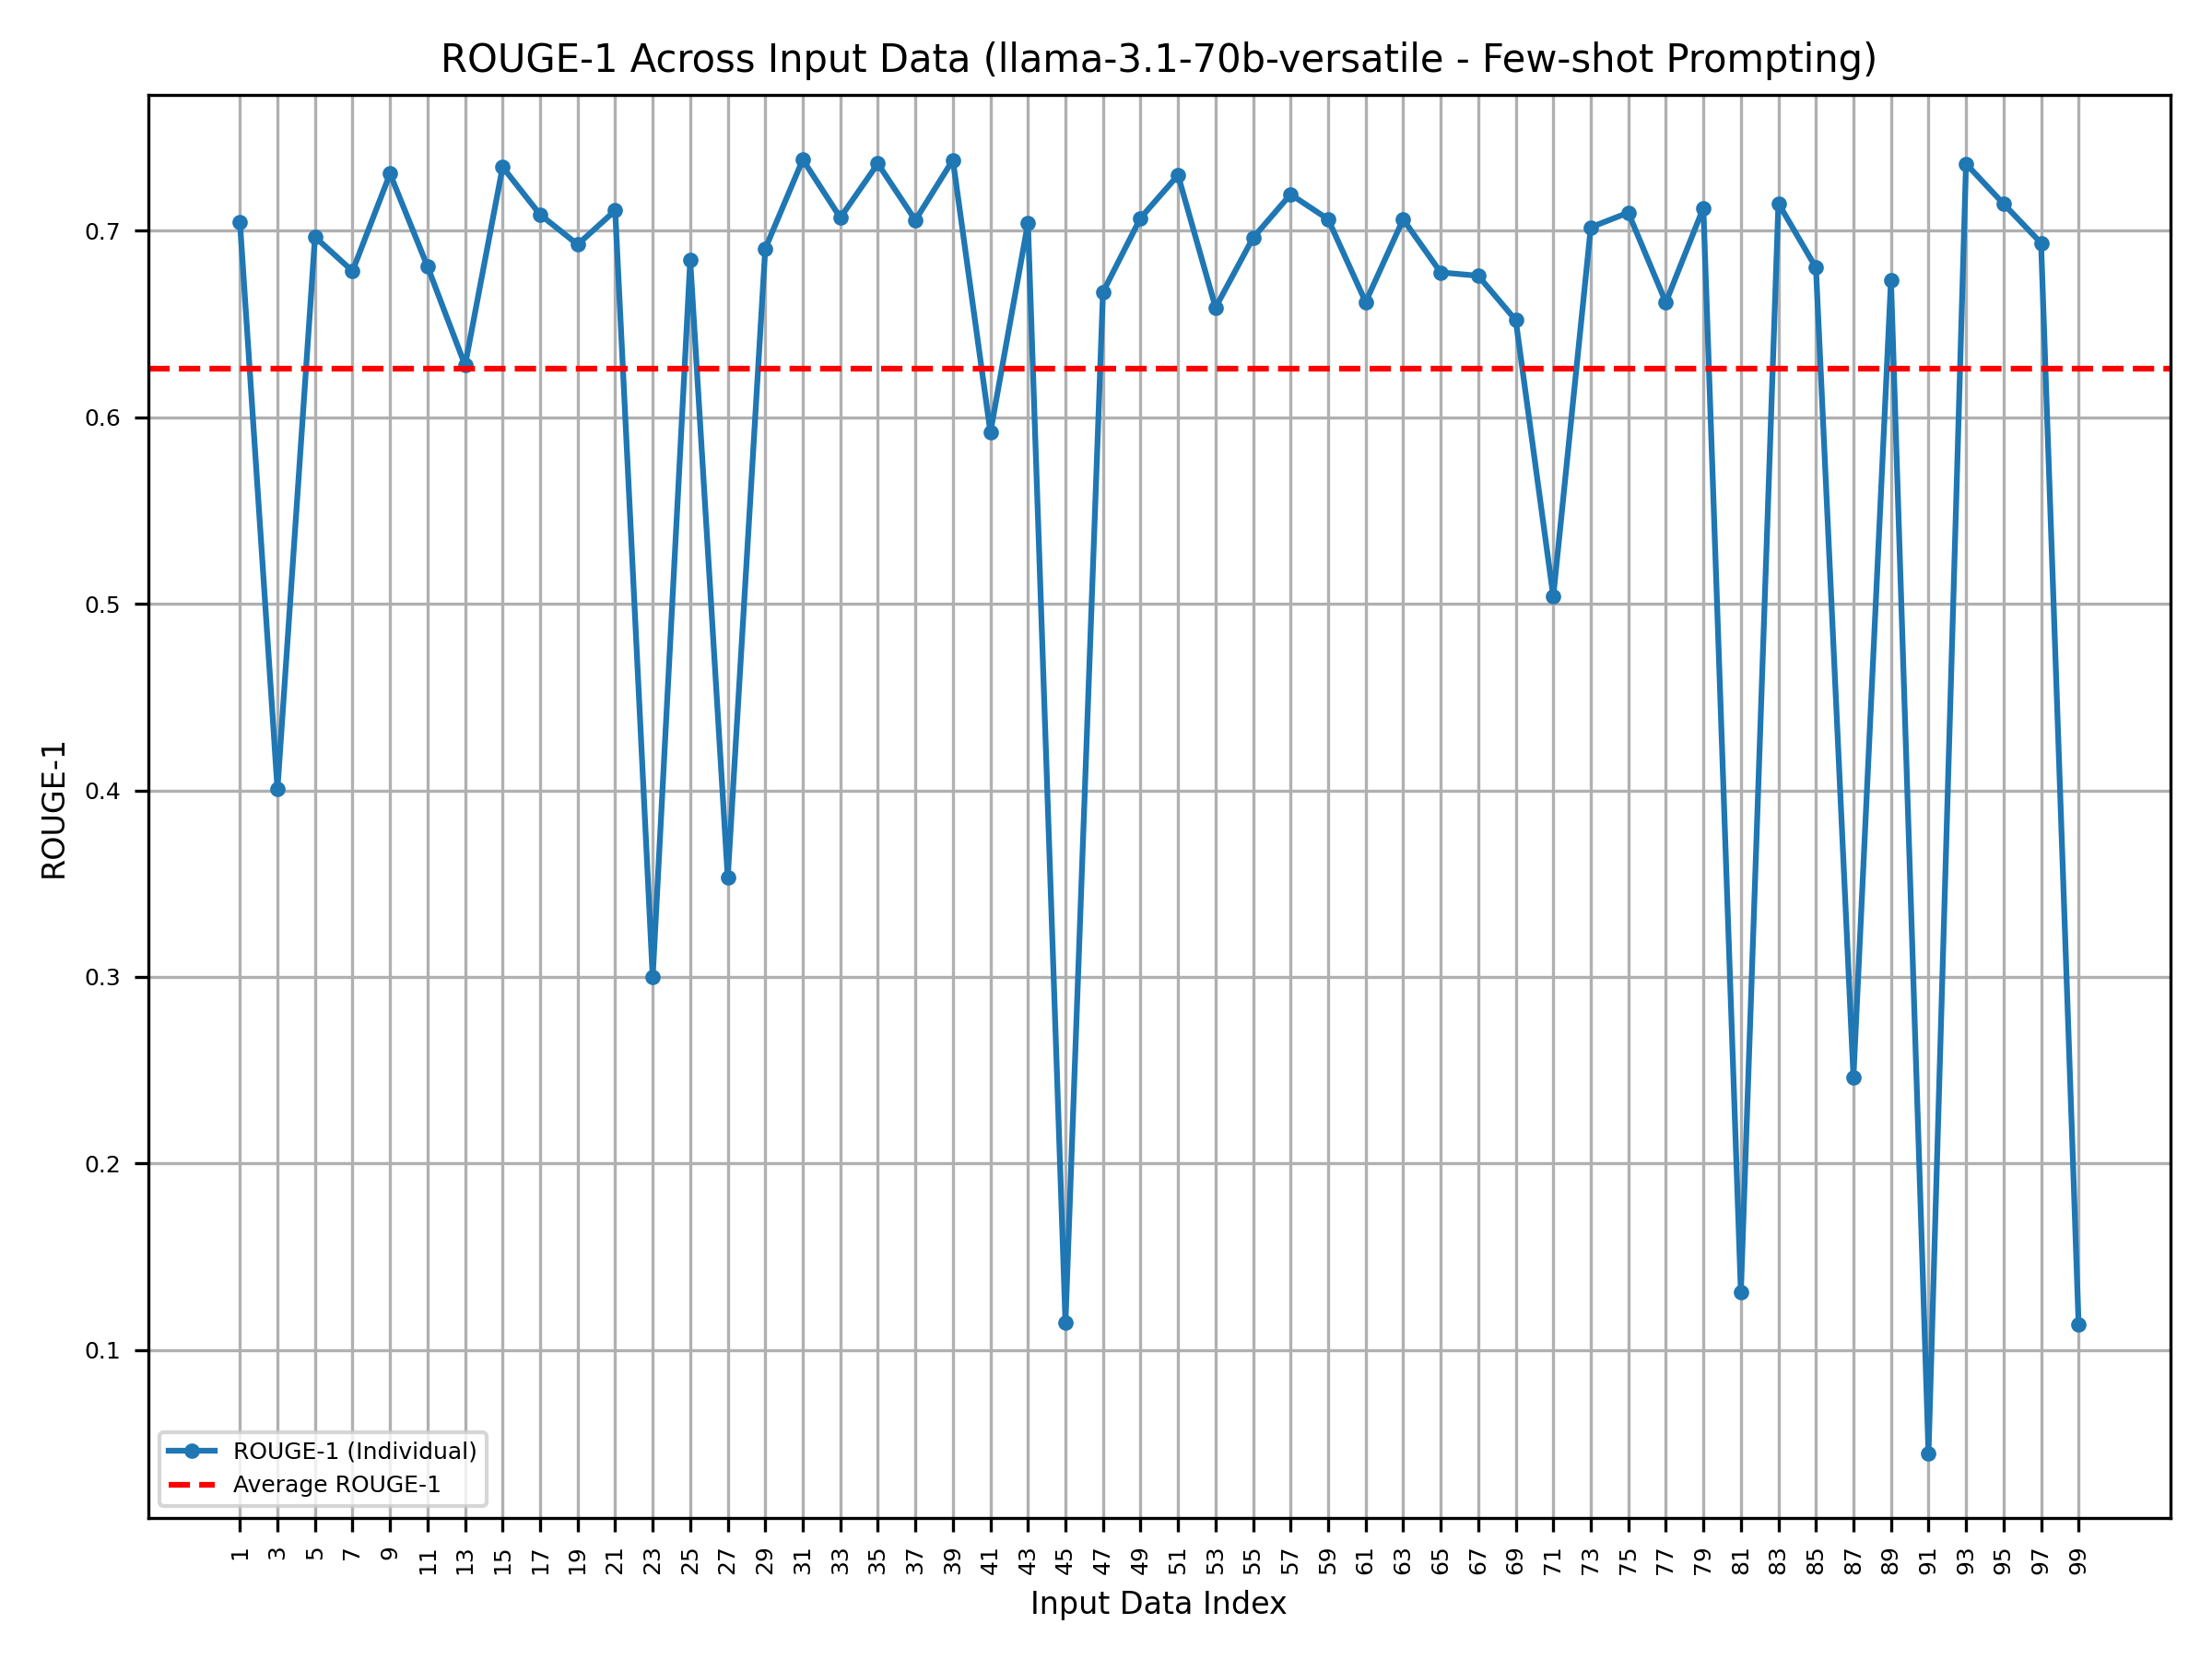 ROUGE-1 Across Input Data (llama-3.1-70b-versatile - Few-shot Prompting)
ROUGE-1
0.7
0.6
0.5
0.4
0.3
0.2
0.1
ROUGE-1 (Individual)
Average ROUGE-1
1 3 5 7 9 11 13 15 17 19 21 23 25 27 29 31 33 35 37 39 41 43 45 47 49 51 53 55 57 59 61 63 65 67 69 71 73 75 77 79 81 83 85 87 89 91 93 95 97 99
Input Data Index